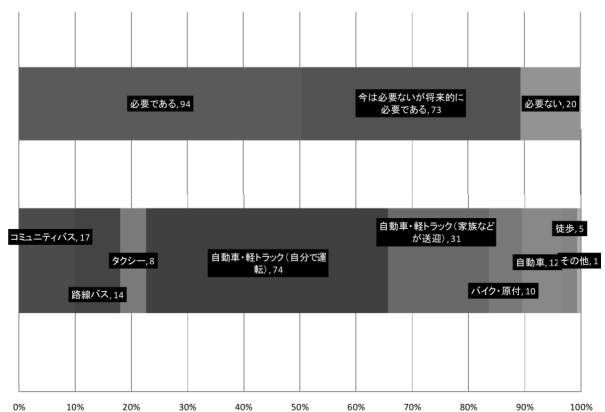 必要である, 94
今は必要ないが将来的に
必要である, 73
必要ない, 20
コミュニティバス, 17
路線バス, 14
タクシー, 8
自動車・軽トラック(自分で運
転), 74
自動車・軽トラック(家族など
が送迎), 31
バイク・原付, 10
自動車, 12
徒歩, 5
その他, 1
0% 10% 20% 30% 40% 50% 60% 70% 80% 90% 100%